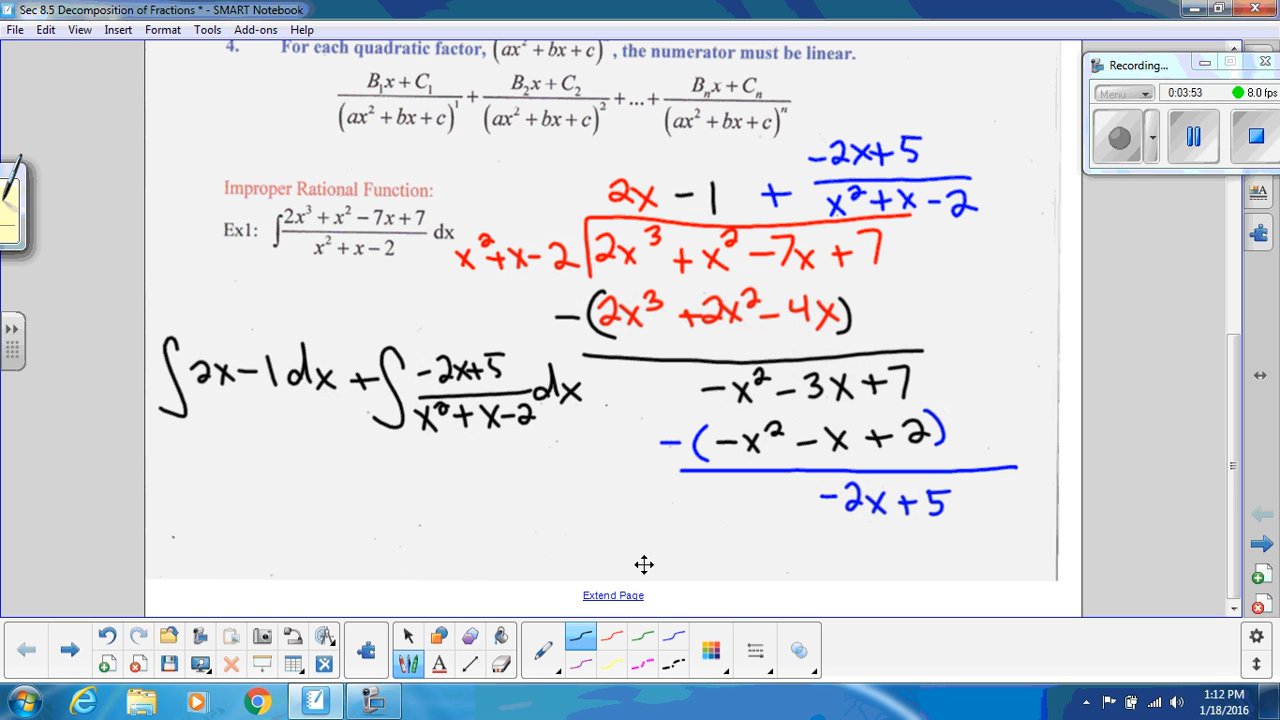 Sec 8.5 Decomposition of Fractions * - SMART Notebook
File Edit View Insert Format Tools Add-ons Help
4. For each quadratic factor, (ax² + bx + c), the numerator must be linear.
B₁x + C₁ / (ax² + bx + c)¹ + B₂x + C₂ / (ax² + bx + c)² + ... + Bₙx + Cₙ / (ax² + bx + c)ⁿ
Recording...
Menu 0:03:53 8.0 fps
Improper Rational Function:
Ex1: ∫ 2x³ + x² − 7x + 7 / x² + x − 2 dx
2x - 1 + -2x+5 / x²+x-2
x²+x-2 2x³ + x² - 7x + 7
-(2x³ + 2x² - 4x)
-x² - 3x + 7
-(-x² - x + 2)
-2x + 5
∫2x-1dx + ∫ -2x+5 / x²+x-2 dx
Extend Page
A
1:12 PM
1/18/2016